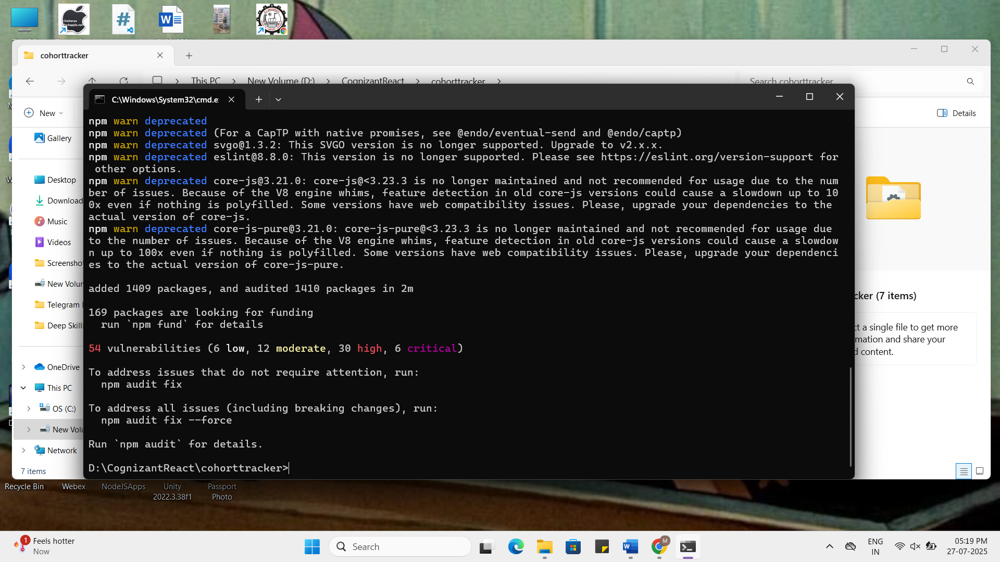 Chaitanya
Techapple.net
cohorttracker
This PC
New Volume (D:)
CognizantReact
cohorttracker
Search cohorttracker
C:\Windows\System32\cmd.e
New
Details
Gallery
Desktop
Download
Music
Videos
Screensho
New Volu
Telegram
Deep Skilli
OneDrive
This PC
OS (C:)
New Volu
Network
7 items
npm warn deprecated
npm warn deprecated (For a CapTP with native promises, see @endo/eventual-send and @endo/captp)
npm warn deprecated svgo@1.3.2: This SVGO version is no longer supported. Upgrade to v2.x.x.
npm warn deprecated eslint@8.8.0: This version is no longer supported. Please see https://eslint.org/version-support for
other options.
npm warn deprecated core-js@3.21.0: core-js@<3.23.3 is no longer maintained and not recommended for usage due to the num
ber of issues. Because of the V8 engine whims, feature detection in old core-js versions could cause a slowdown up to 10
0x even if nothing is polyfilled. Some versions have web compatibility issues. Please, upgrade your dependencies to the
actual version of core-js.
npm warn deprecated core-js-pure@3.21.0: core-js-pure@<3.23.3 is no longer maintained and not recommended for usage due
to the number of issues. Because of the V8 engine whims, feature detection in old core-js versions could cause a slowdow
n up to 100x even if nothing is polyfilled. Some versions have web compatibility issues. Please, upgrade your dependenci
es to the actual version of core-js-pure.
added 1409 packages, and audited 1410 packages in 2m
169 packages are looking for funding
run `npm fund` for details
54 vulnerabilities (6 low, 12 moderate, 30 high, 6 critical)
To address issues that do not require attention, run:
npm audit fix
To address all issues (including breaking changes), run:
npm audit fix --force
Run `npm audit` for details.
D:\CognizantReact\cohorttracker>
cker (7 items)
ct a single file to get more
mation and share your
d content.
Recycle Bin
Webex
NodeJSApps
Unity
2022.3.38f1
Passport
Photo
1
Feels hotter
Now
Search
M
ENG
IN
05:19 PM
27-07-2025